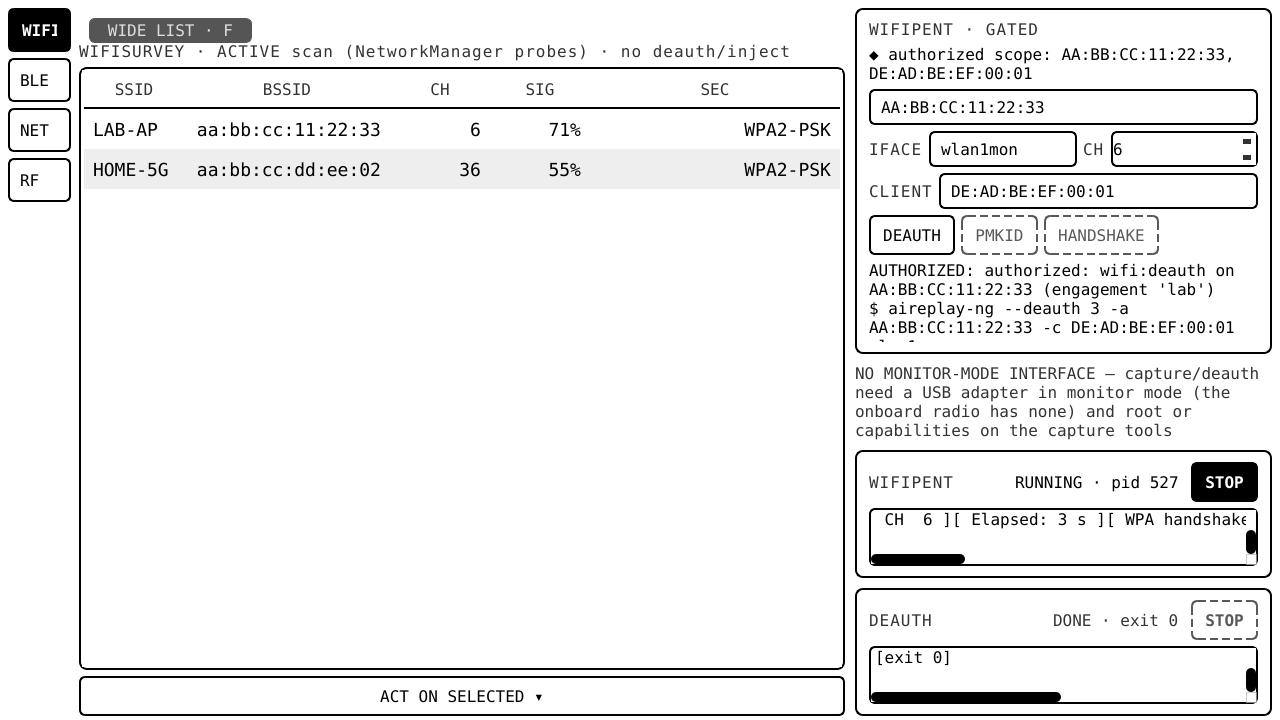 WIFI
BLE
NET
RF
WIDE LIST · F
WIFISURVEY · ACTIVE scan (NetworkManager probes) · no deauth/inject
SSID BSSID CH SIG SEC
LAB-AP aa:bb:cc:11:22:33 6 71% WPA2-PSK
HOME-5G aa:bb:cc:dd:ee:02 36 55% WPA2-PSK
ACT ON SELECTED ▾
WIFIPENT · GATED
◆ authorized scope: AA:BB:CC:11:22:33,
DE:AD:BE:EF:00:01
AA:BB:CC:11:22:33
IFACE wlan1mon CH 6
CLIENT DE:AD:BE:EF:00:01
DEAUTH PMKID HANDSHAKE
AUTHORIZED: authorized: wifi:deauth on
AA:BB:CC:11:22:33 (engagement 'lab')
$ aireplay-ng --deauth 3 -a
AA:BB:CC:11:22:33 -c DE:AD:BE:EF:00:01
NO MONITOR-MODE INTERFACE — capture/deauth
need a USB adapter in monitor mode (the
onboard radio has none) and root or
capabilities on the capture tools
WIFIPENT RUNNING · pid 527 STOP
CH 6 ][ Elapsed: 3 s ][ WPA handshake
DEAUTH DONE · exit 0 STOP
[exit 0]